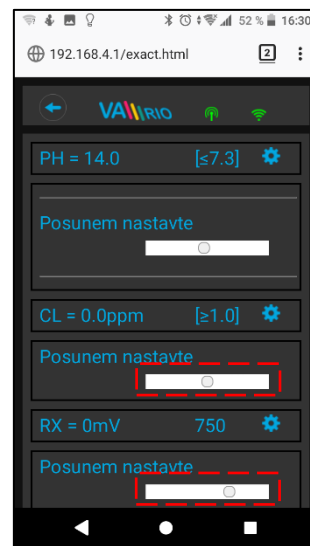 52 % 16:30
192.168.4.1/exact.html 2
VA\\\RIO
PH = 14.0 [≤7.3]
Posunem nastavte
CL = 0.0ppm [≥1.0]
Posunem nastavte
RX = 0mV 750
Posunem nastavte